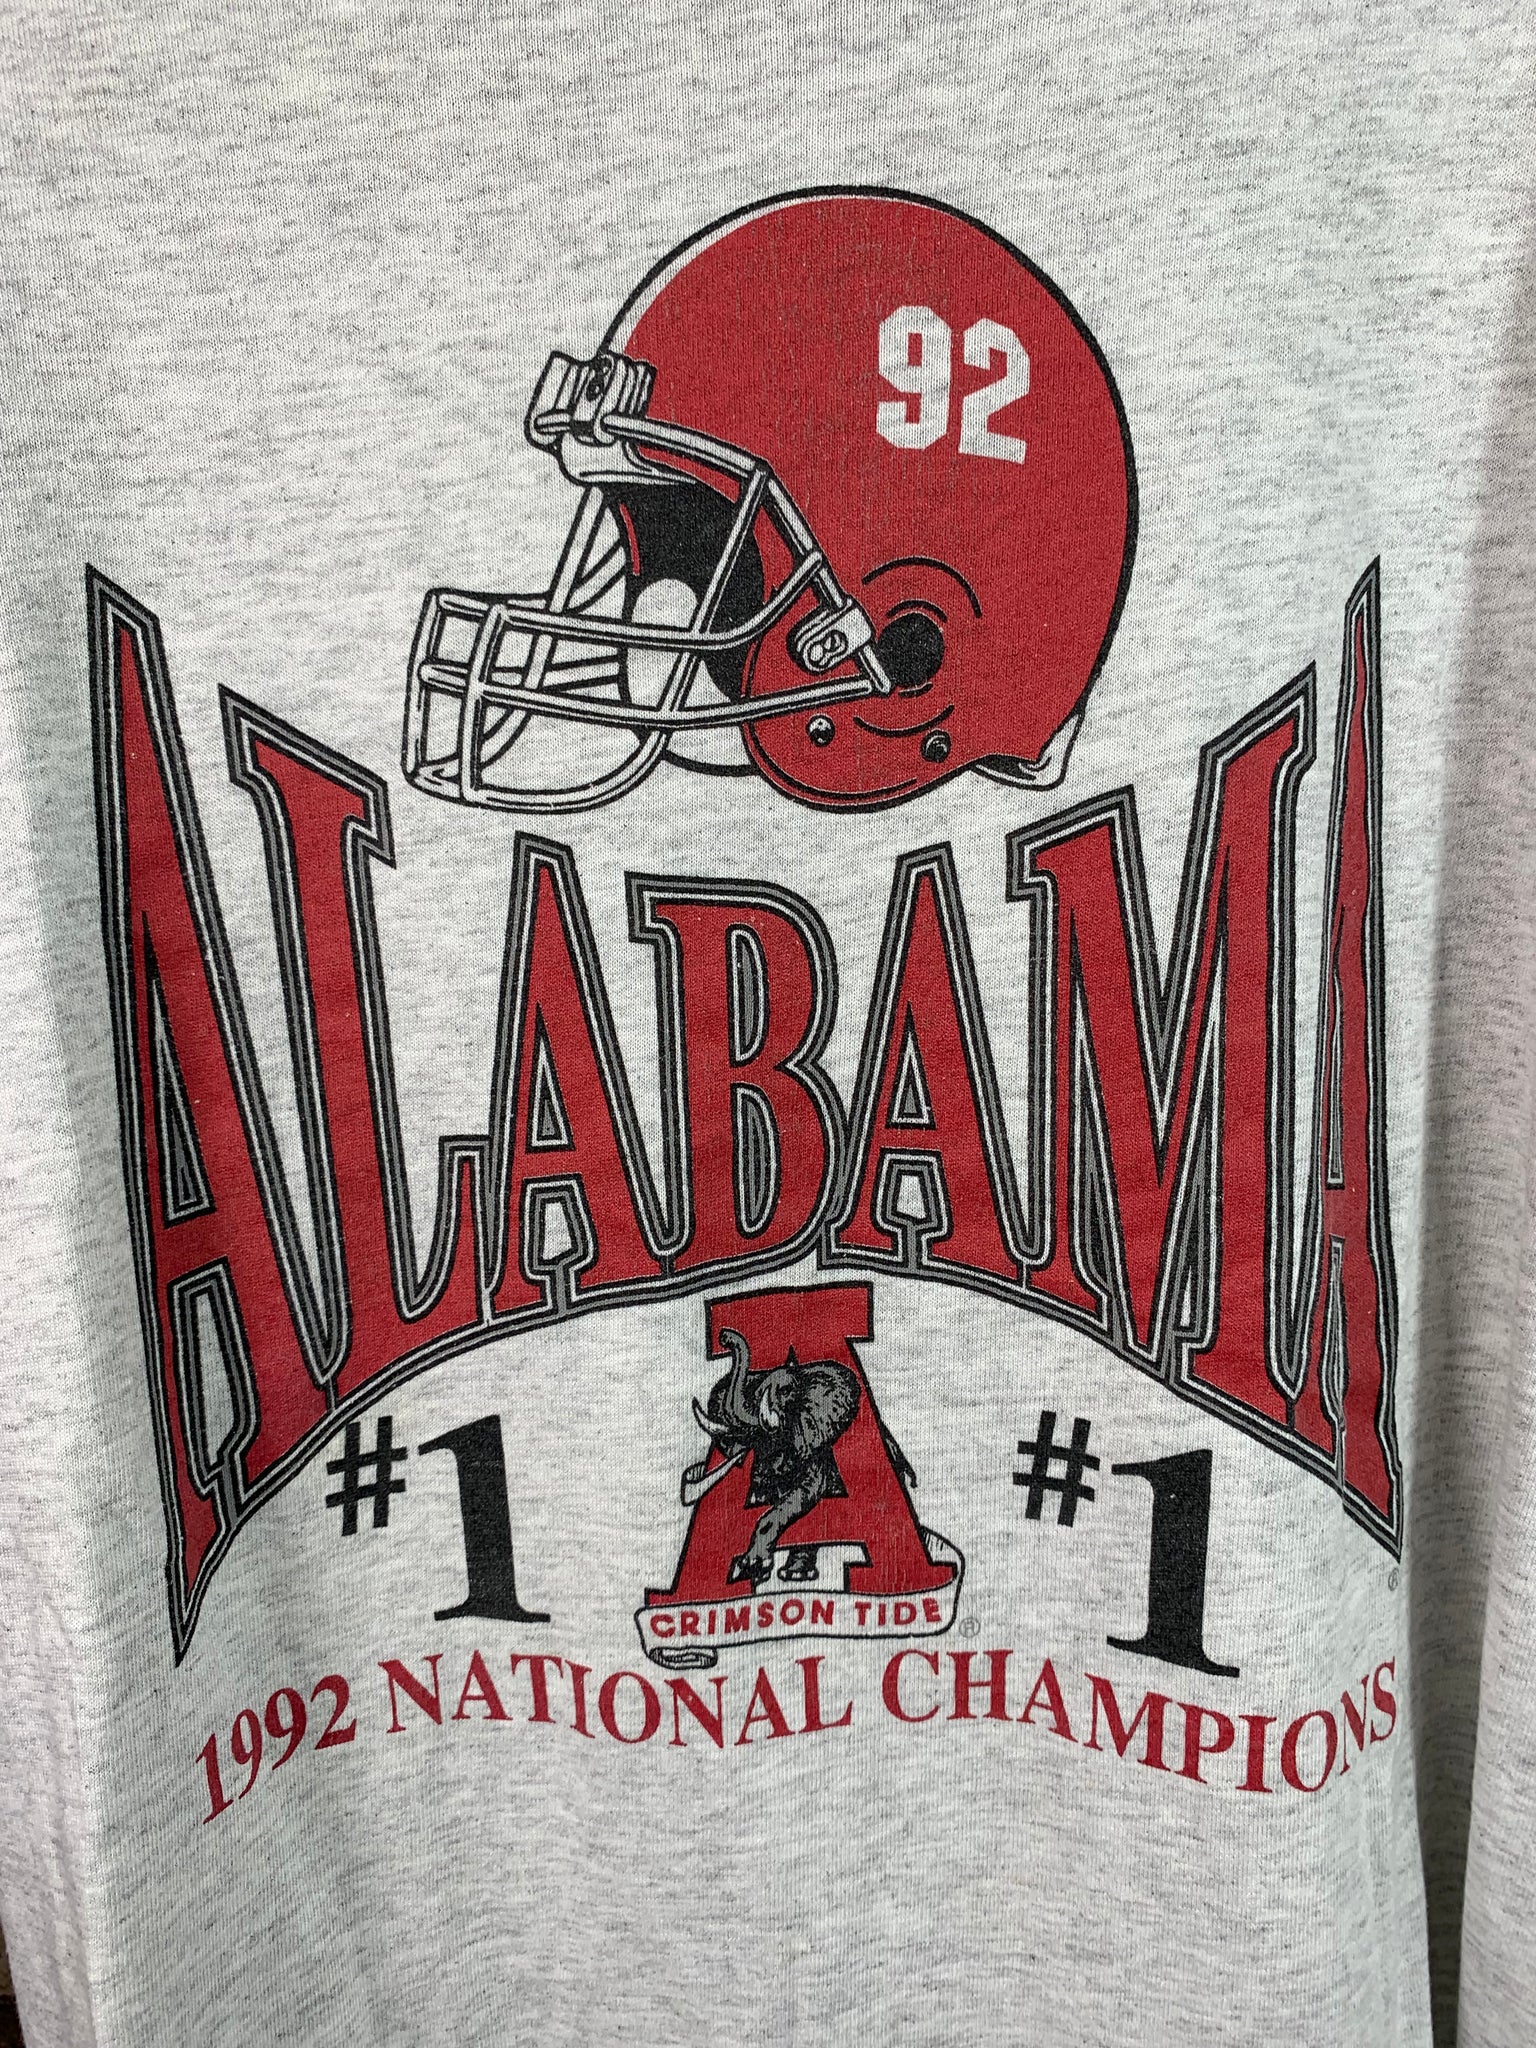 92
ALABAMA
#1 #1
CRIMSON TIDE ®
®
1992 NATIONAL CHAMPIONS